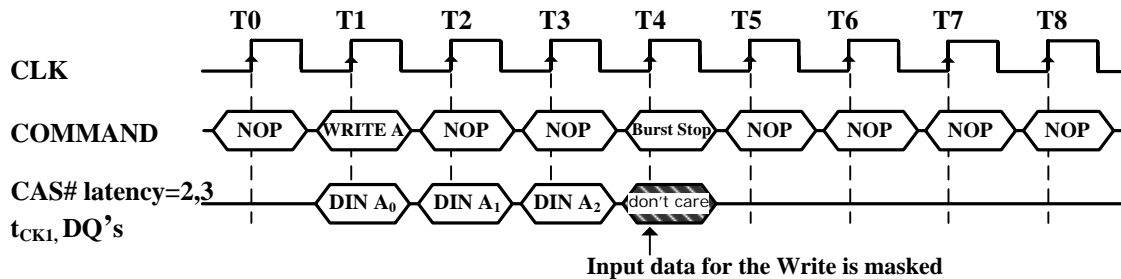 T0 T1 T2 T3 T4 T5 T6 T7 T8
CLK
COMMAND NOP WRITE A NOP NOP Burst Stop NOP NOP NOP NOP
CAS# latency=2,3 DIN A0 DIN A1 DIN A2 don't care
tCK1, DQ's
Input data for the Write is masked